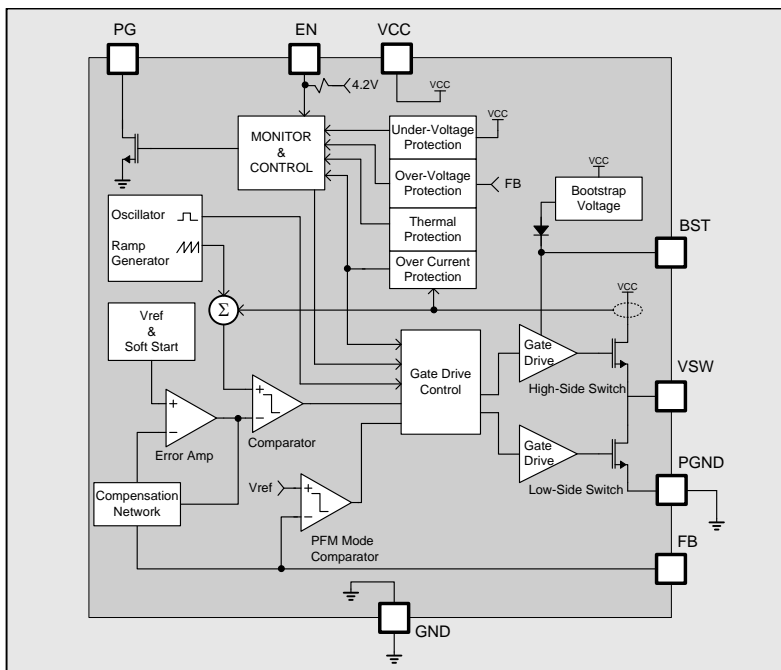 PG
EN
VCC
4.2V
VCC
MONITOR
&
CONTROL
Under-Voltage
Protection
VCC
Over-Voltage
Protection
FB
Thermal
Protection
Over Current
Protection
VCC
Bootstrap
Voltage
BST
Oscillator
Ramp
Generator
Σ
VCC
Vref
&
Soft Start
Gate Drive
Control
Gate
Drive
High-Side Switch
VSW
+
−
Error Amp
+
−
Comparator
Gate
Drive
Low-Side Switch
PGND
Compensation
Network
Vref
+
−
PFM Mode
Comparator
FB
GND